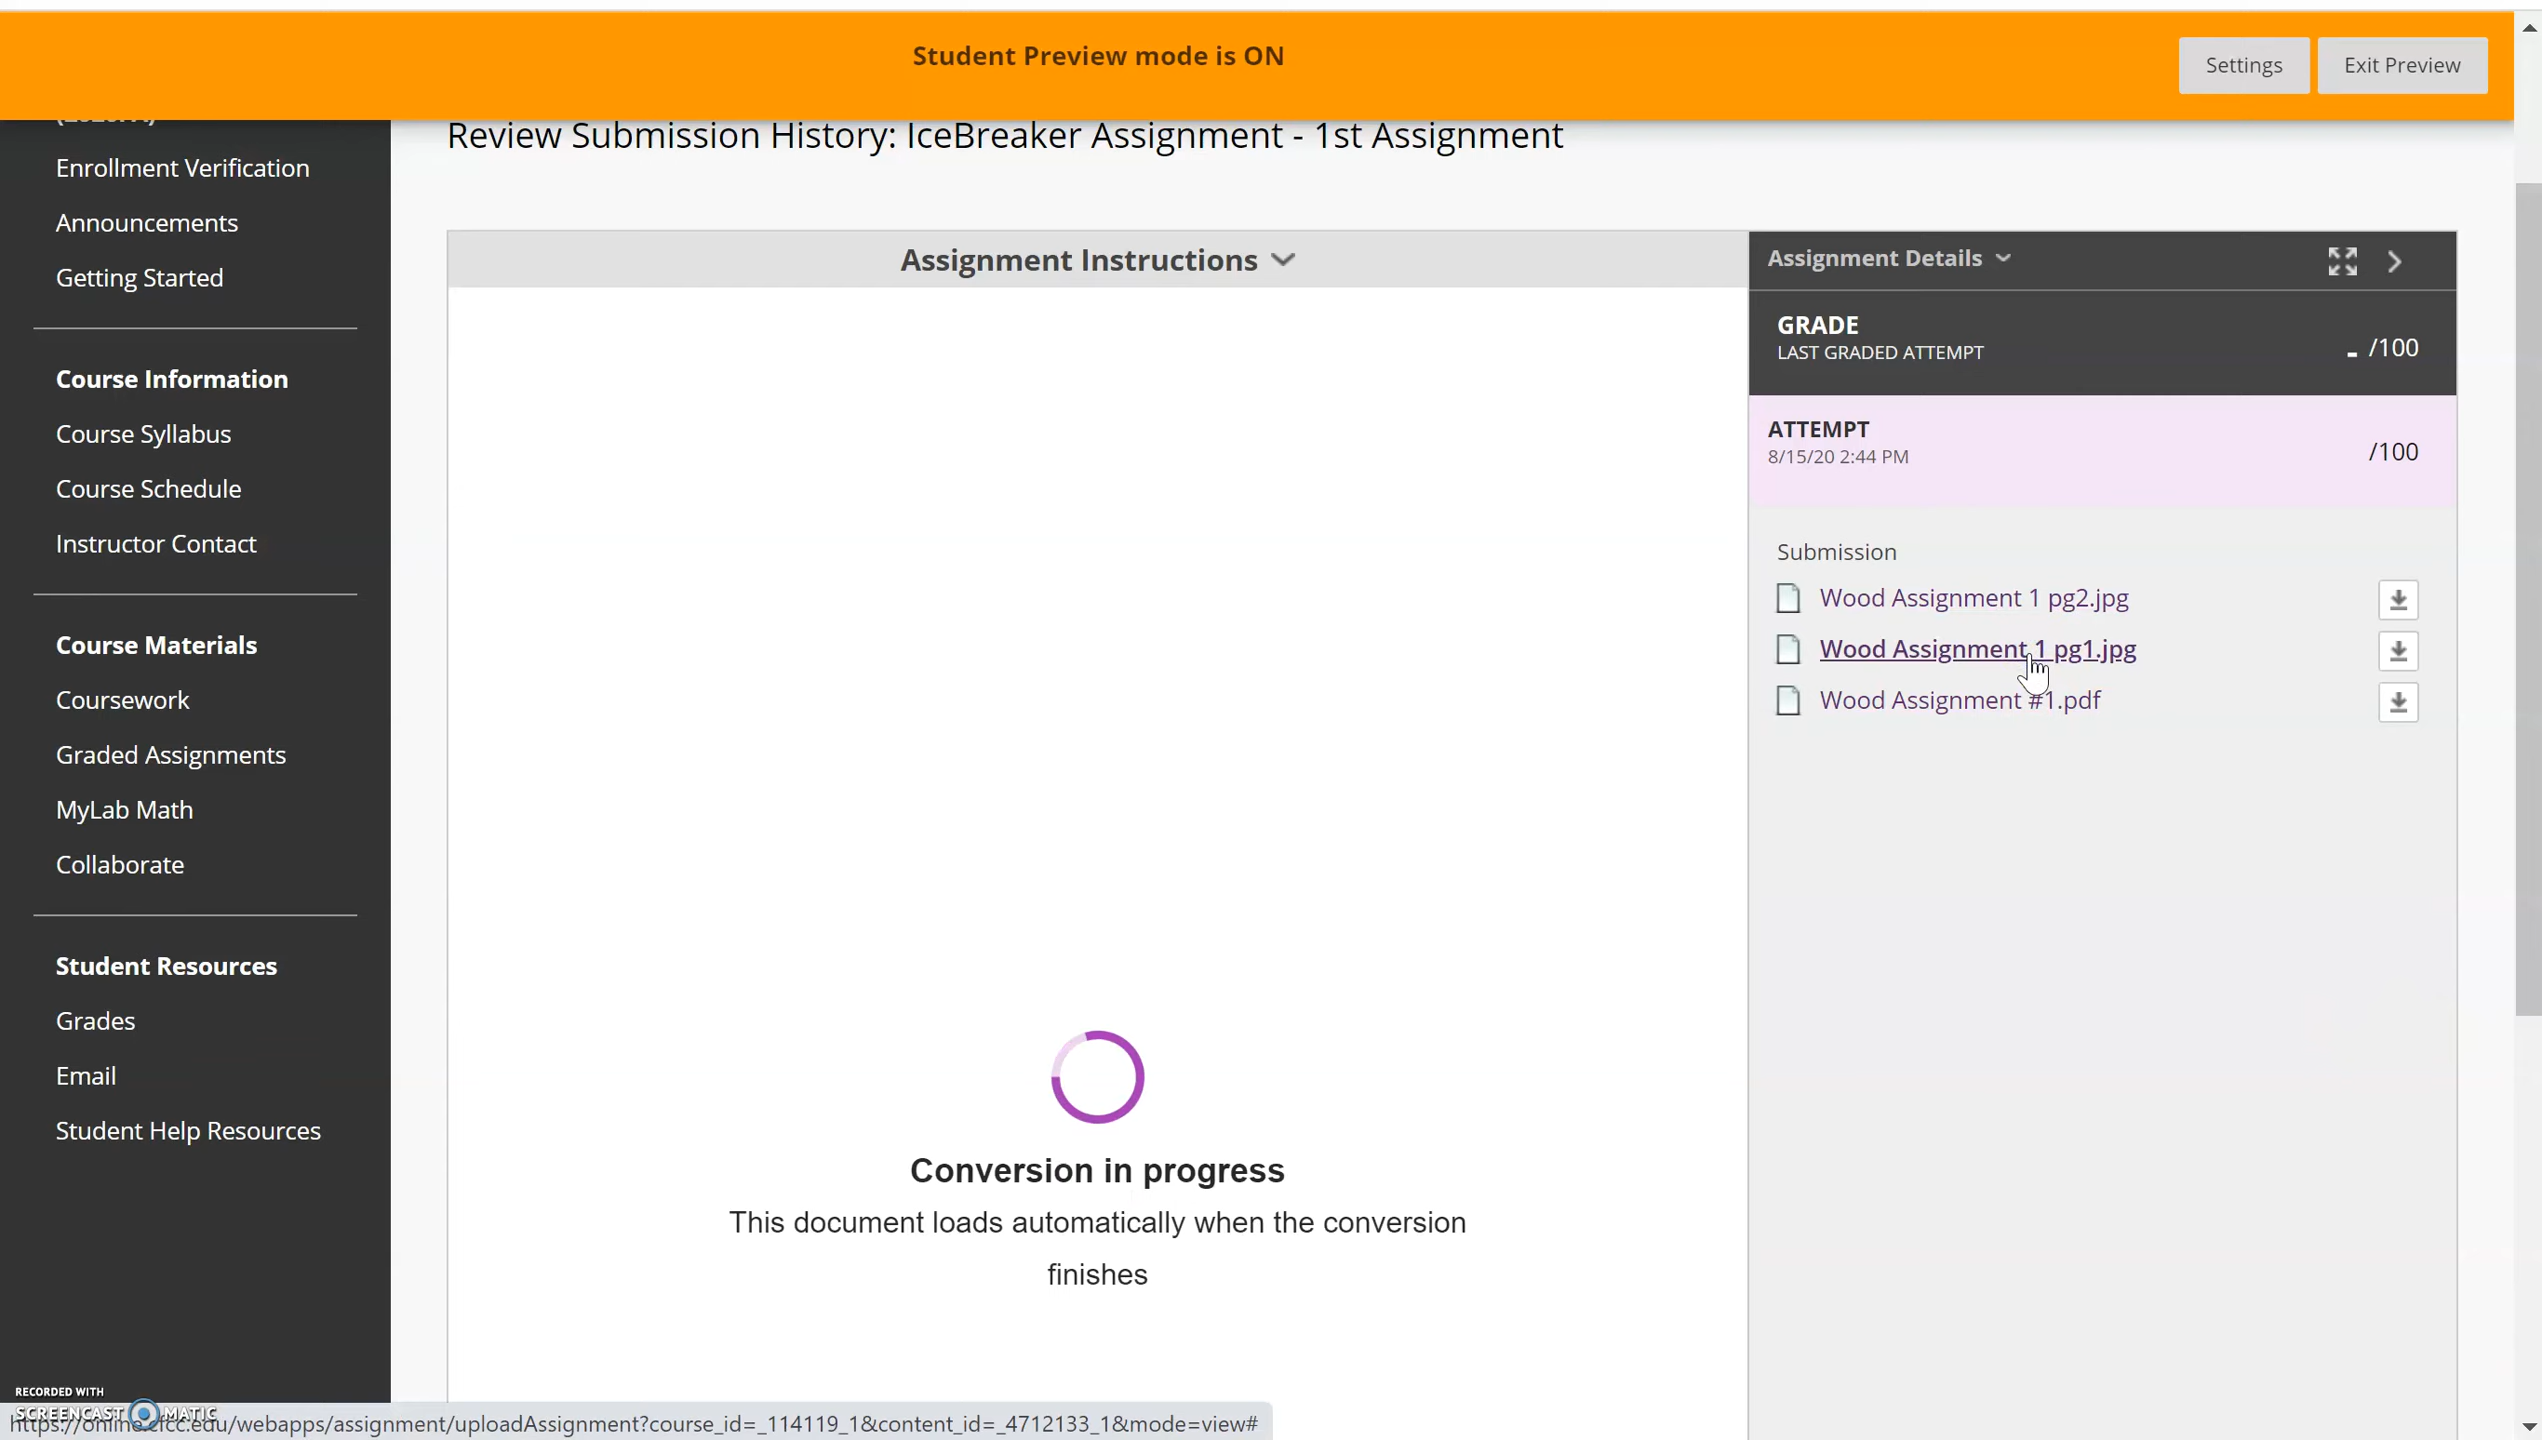 Student Preview mode is ON
Settings
Exit Preview
Enrollment Verification
Announcements
Getting Started
Course Information
Course Syllabus
Course Schedule
Instructor Contact
Course Materials
Coursework
Graded Assignments
MyLab Math
Collaborate
Student Resources
Grades
Email
Student Help Resources
Review Submission History: IceBreaker Assignment - 1st Assignment
Assignment Instructions
Conversion in progress
This document loads automatically when the conversion
finishes
Assignment Details
GRADE
LAST GRADED ATTEMPT
- /100
ATTEMPT
8/15/20 2:44 PM
/100
Submission
Wood Assignment 1 pg2.jpg
Wood Assignment 1 pg1.jpg
Wood Assignment #1.pdf
RECORDED WITH
SCREENCAST MATIC
https://online.cfcc.edu/webapps/assignment/uploadAssignment?course_id=_114119_1&content_id=_4712133_1&mode=view#